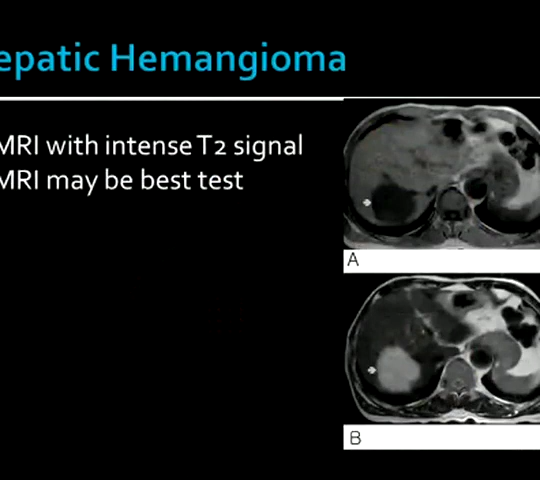 epatic Hemangioma
MRI with intense T2 signal
MRI may be best test
A
B